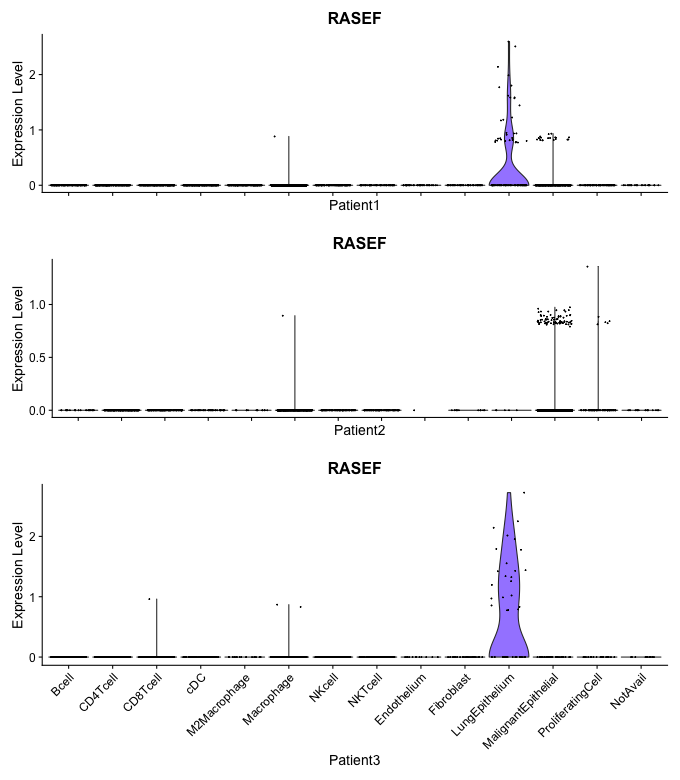 RASEF
Expression Level
2
1
0
Patient1
RASEF
Expression Level
1.0
0.5
0.0
Patient2
RASEF
Expression Level
2
1
0
Bcell
CD4Tcell
CD8Tcell
cDC
M2Macrophage
Macrophage
NKcell
NKTcell
Endothelium
Fibroblast
LungEpithelium
MalignantEpithelial
ProliferatingCell
NotAvail
Patient3